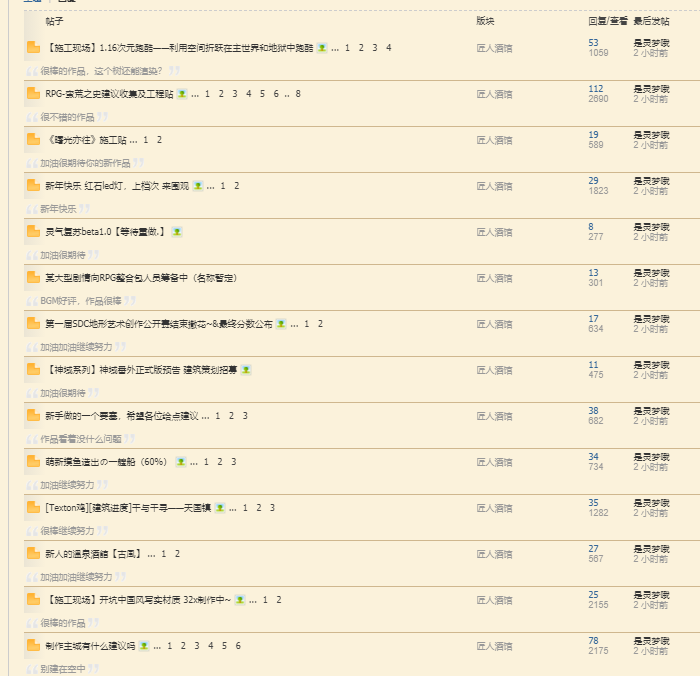 帖子 版块 回复/查看 最后发帖
【施工现场】1.16次元跑酷——利用空间折跃在主世界和地狱中跑酷 ... 1 2 3 4 匠人酒馆 53 是灵梦哦
1059 2 小时前
很棒的作品，这个树还能渲染?
RPG-蛮荒之史建议收集及工程贴 ... 1 2 3 4 5 6 .. 8 匠人酒馆 112 是灵梦哦
2690 2 小时前
很不错的作品
《曙光亦往》施工贴 ... 1 2 匠人酒馆 19 是灵梦哦
589 2 小时前
加油很期待你的新作品
新年快乐 红石led灯，上档次 来围观 ... 1 2 匠人酒馆 29 是灵梦哦
1823 2 小时前
新年快乐
灵气复苏beta1.0【等待重做.】 匠人酒馆 8 是灵梦哦
277 2 小时前
加油很期待
某大型剧情向RPG整合包人员筹备中（名称暂定） 匠人酒馆 13 是灵梦哦
301 2 小时前
BGM好评，作品很棒
第一届SDC地形艺术创作公开赛结束撒花~&最终分数公布 ... 1 2 匠人酒馆 17 是灵梦哦
634 2 小时前
加油加油继续努力
【神域系列】神域番外正式版预告 建筑策划招募 匠人酒馆 11 是灵梦哦
475 2 小时前
加油很期待
新手做的一个要塞，希望各位给点建议 ... 1 2 3 匠人酒馆 38 是灵梦哦
682 2 小时前
作品看着没什么问题
萌新摸鱼造出の一艘船（60%） ... 1 2 3 匠人酒馆 34 是灵梦哦
734 2 小时前
加油继续努力
[Texton鸡][建筑进度]千与千寻——天国镇 ... 1 2 3 匠人酒馆 35 是灵梦哦
1282 2 小时前
很棒继续努力
新人的温泉酒館【古風】 ... 1 2 匠人酒馆 27 是灵梦哦
567 2 小时前
加油加油继续努力
【施工现场】开坑中国风写实材质 32x制作中~ ... 1 2 匠人酒馆 25 是灵梦哦
2155 2 小时前
很棒的作品
制作主城有什么建议吗 ... 1 2 3 4 5 6 匠人酒馆 78 是灵梦哦
2175 2 小时前
别建在空中